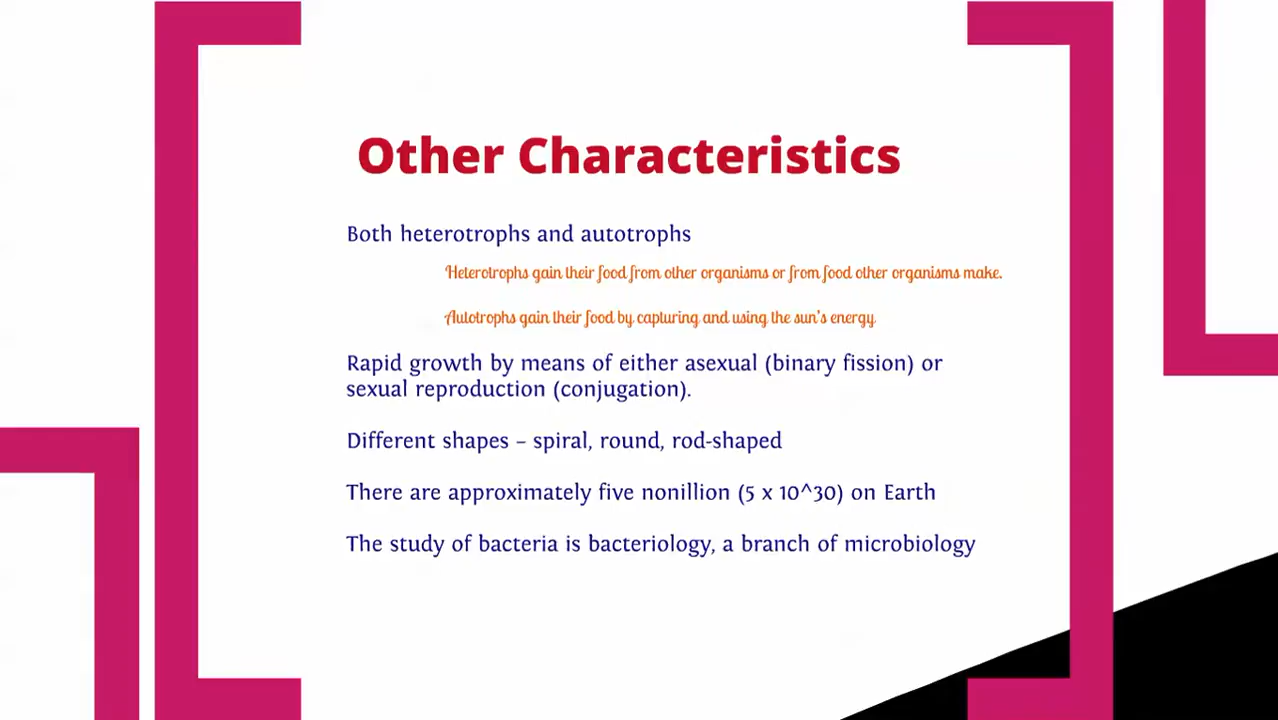 Other Characteristics
Both heterotrophs and autotrophs
Heterotrophs gain their food from other organisms or from food other organisms make.
Autotrophs gain their food by capturing and using the sun's energy.
Rapid growth by means of either asexual (binary fission) or
sexual reproduction (conjugation).
Different shapes – spiral, round, rod-shaped
There are approximately five nonillion (5 x 10^30) on Earth
The study of bacteria is bacteriology, a branch of microbiology